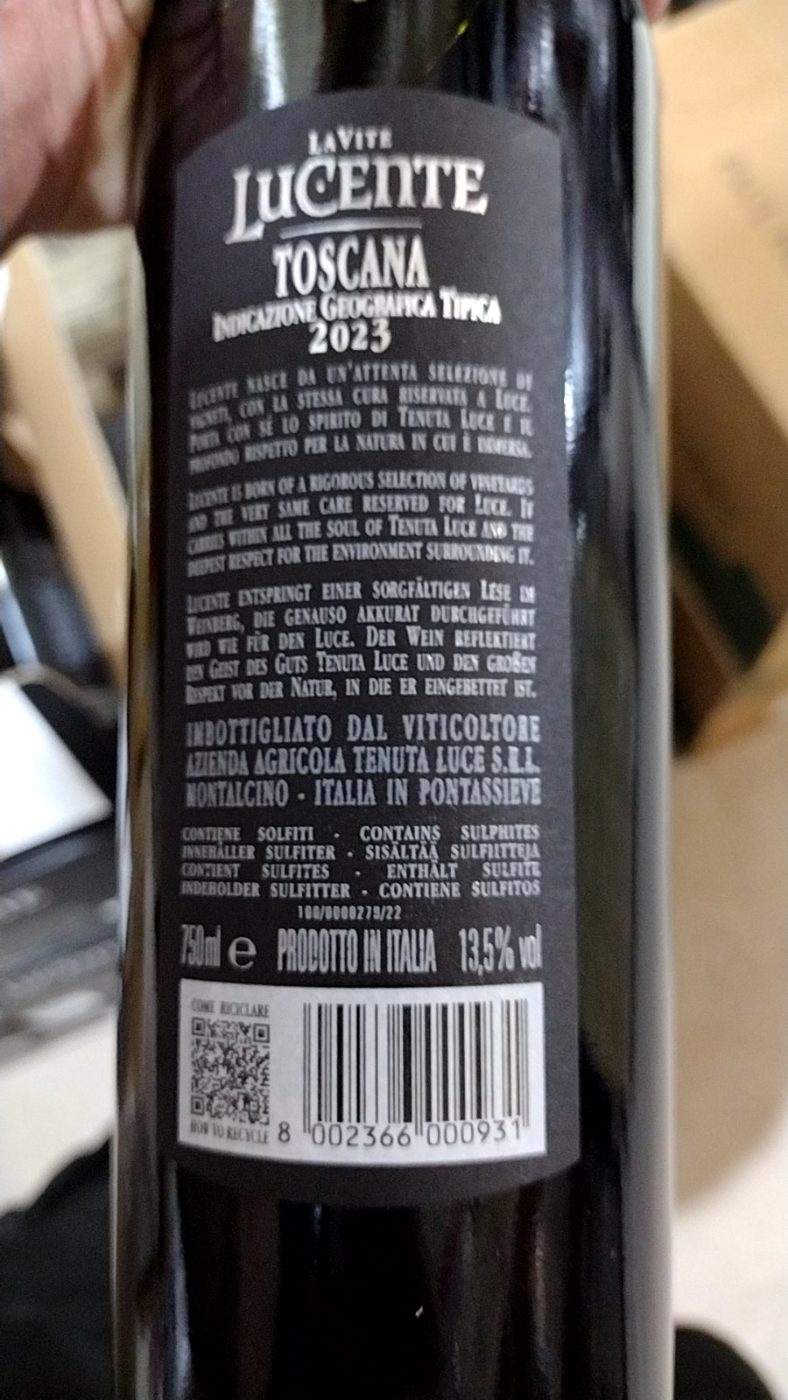 LA VITE
LUCENTE
TOSCANA
INDICAZIONE GEOGRAFICA TIPICA
2023
LUCENTE NASCE DA UN'ATTENTA SELEZIONE DI
VIGNETI, CON LA STESSA CURA RISERVATA A LUCE.
PORTA CON SÉ LO SPIRITO DI TENUTA LUCE E IL
PROFONDO RISPETTO PER LA NATURA IN CUI È IMMERSA.
LUCENTE IS BORN OF A RIGOROUS SELECTION OF VINEYARDS
AND THE VERY SAME CARE RESERVED FOR LUCE. IT
CARRIES WITHIN ALL THE SOUL OF TENUTA LUCE AND THE
DEEPEST RESPECT FOR THE ENVIRONMENT SURROUNDING IT.
LUCENTE ENTSPRINGT EINER SORGFÄLTIGEN LESE IM
WEINBERG, DIE GENAUSO AKKURAT DURCHGEFÜHRT
WIRD WIE FÜR DEN LUCE. DER WEIN REFLEKTIERT
DEN GEIST DES GUTS TENUTA LUCE UND DEN GROßEN
RESPEKT VOR DER NATUR, IN DIE ER EINGEBETTET IST.
IMBOTTIGLIATO DAL VITICOLTORE
AZIENDA AGRICOLA TENUTA LUCE S.R.L.
MONTALCINO - ITALIA IN PONTASSIEVE
CONTIENE SOLFITI - CONTAINS SULPHITES
INNEHÅLLER SULFITER - SISÄLTÄÄ SULFIITTEJA
CONTIENT SULFITES - ENTHÄLT SULFITE
INDEHOLDER SULFITTER - CONTIENE SULFITOS
100/0000279/22
750ml e PRODOTTO IN ITALIA 13,5% vol
COME RICICLARE
HOW TO RECYCLE
8 002366 000931